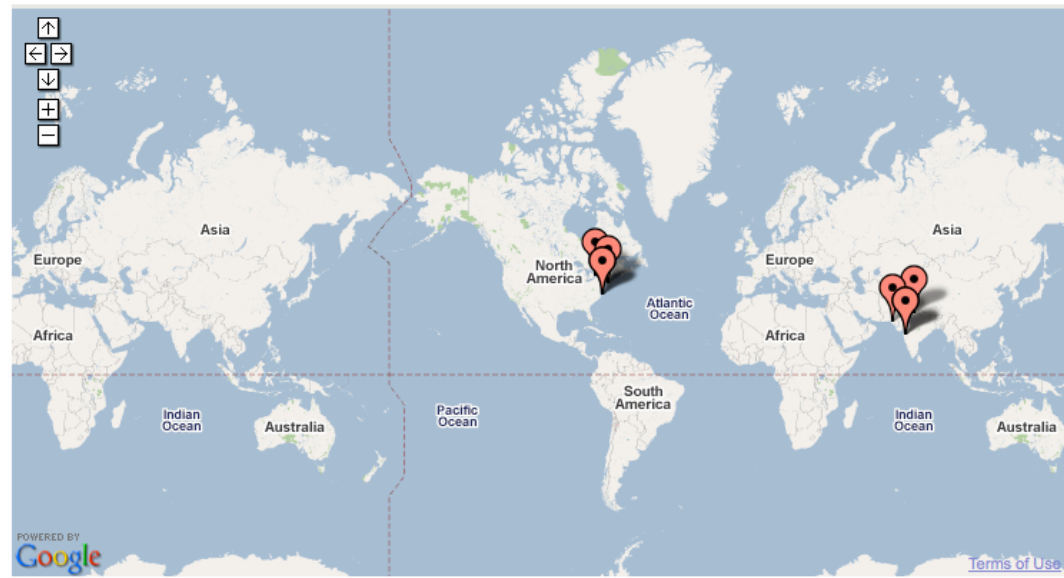 Asia
Europe
Africa
Indian
Ocean
Australia
Pacific
Ocean
North
America
Atlantic
Ocean
South
America
Asia
Europe
Africa
Indian
Ocean
Australia
POWERED BY
Google
Terms of Use